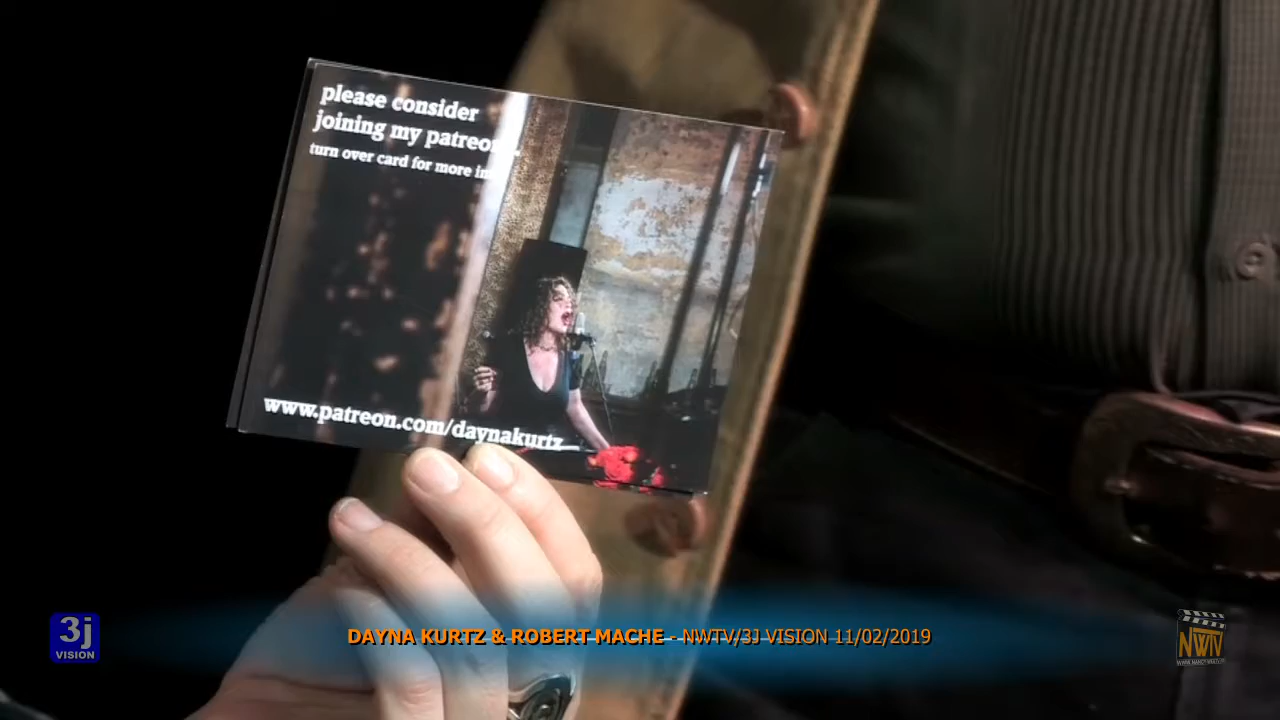 please consider
joining my patreon
turn over card for more in
www.patreon.com/daynakurtz
3j
VISION
DAYNA KURTZ & ROBERT MACHE - NWTV/3J VISION 11/02/2019
NWTV